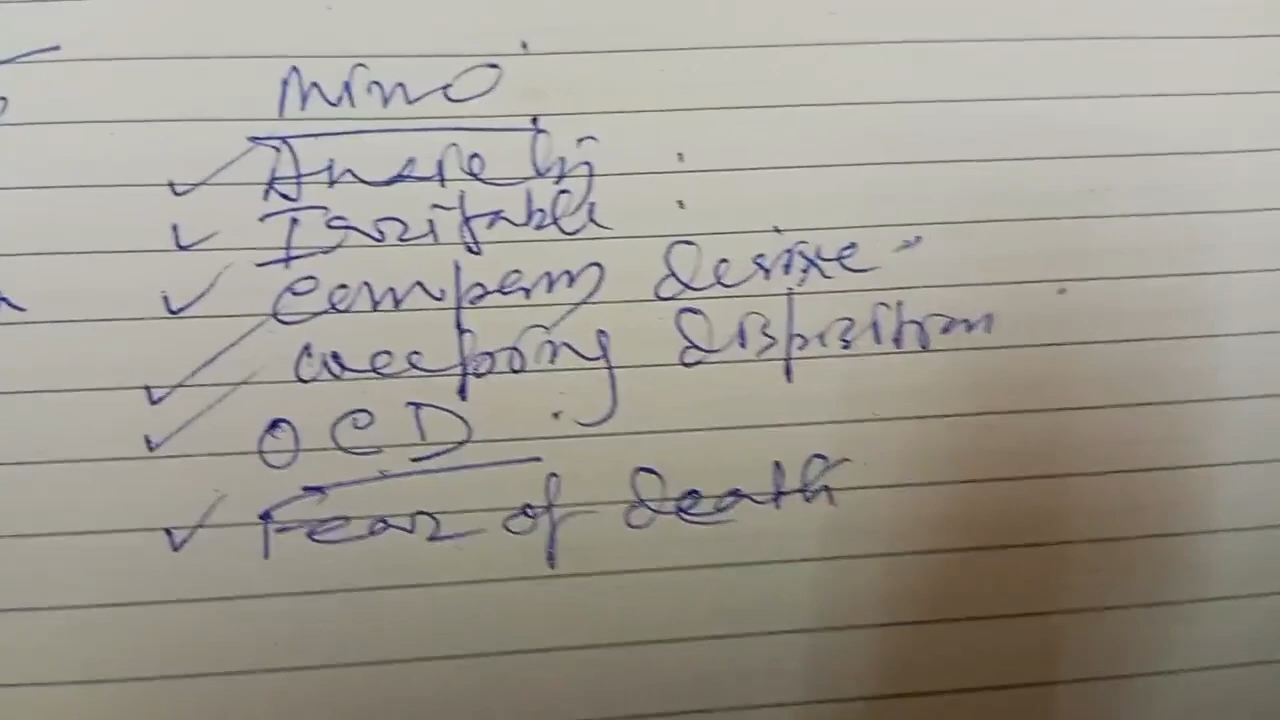 MIND
✓ Anxiety :
✓ Irritable :
✓ Company desire
✓ weeping disposition
✓ OCD
✓ Fear of death